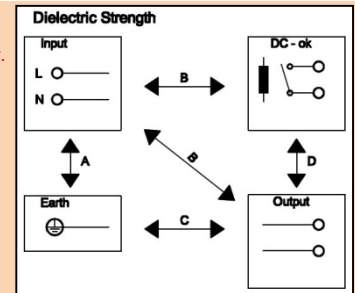 Dielectric Strength
Input
DC - ok
L
B
N
A
B
D
Earth
C
Output